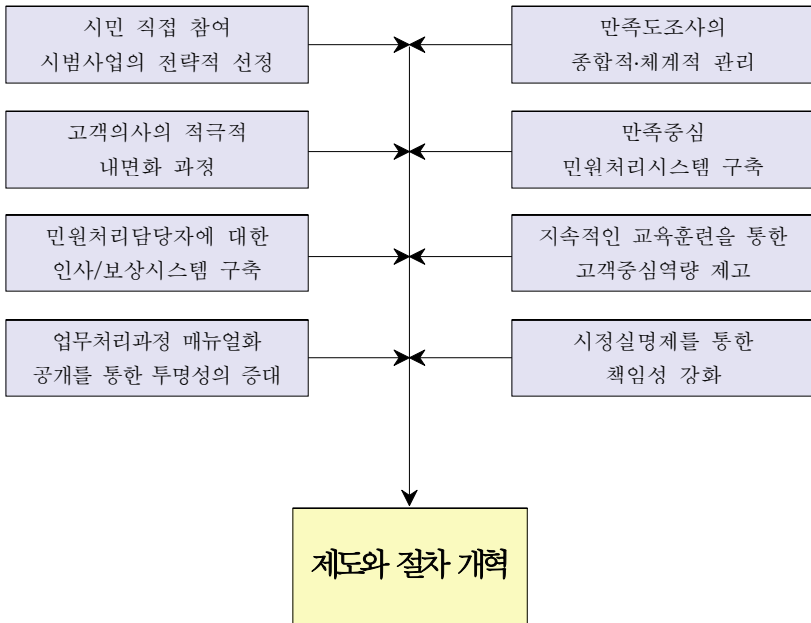 시민 직접 참여
시범사업의 전략적 선정
만족도조사의
종합적·체계적 관리
고객의사의 적극적
내면화 과정
만족중심
민원처리시스템 구축
민원처리담당자에 대한
인사/보상시스템 구축
지속적인 교육훈련을 통한
고객중심역량 제고
업무처리과정 매뉴얼화
공개를 통한 투명성의 증대
시정실명제를 통한
책임성 강화
제도와 절차 개혁